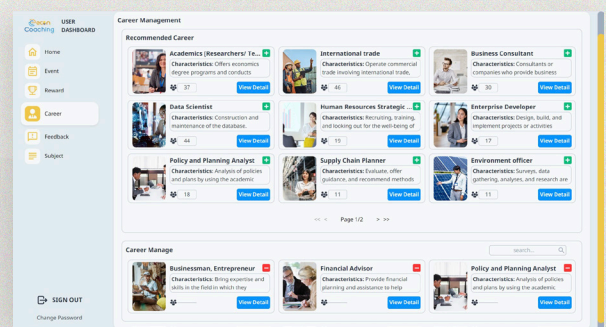 USER
Coaching DASHBOARD
Career Management
Home
Event
Reward
Career
Feedback
Subject
SIGN OUT
Change Password
Recommended Career
Academics [Researchers/ Te...
Characteristics: Offers economics
degree programs and conducts
37
View Detail
International trade
Characteristics: Operate commercial
trade involving international trade,
46
View Detail
Business Consultant
Characteristics: Consultants or
companies who provide business
30
View Detail
Data Scientist
Characteristics: Construction and
maintenance of the database.
44
View Detail
Human Resources Strategic ...
Characteristics: Recruiting, training,
and looking out for the well-being of
View Detail
Enterprise Developer
Characteristics: Design, build, and
implement projects or activities
17
View Detail
Policy and Planning Analyst
Characteristics: Analysis of policies
and plans by using the academic
18
View Detail
Supply Chain Planner
Characteristics: Evaluate, offer
guidance, and recommend methods
11
View Detail
Environment officer
Characteristics: Surveys, data
gathering, analyses, and research are
11
View Detail
<< < Page 1/2 > >>
Career Manage
search...
Businessman, Entrepreneur
Characteristics: Bring expertise and
skills in the field in which they
View Detail
Financial Advisor
Characteristics: Provide financial
planning and assistance to help
View Detail
Policy and Planning Analyst
Characteristics: Analysis of policies
and plans by using the academic
View Detail